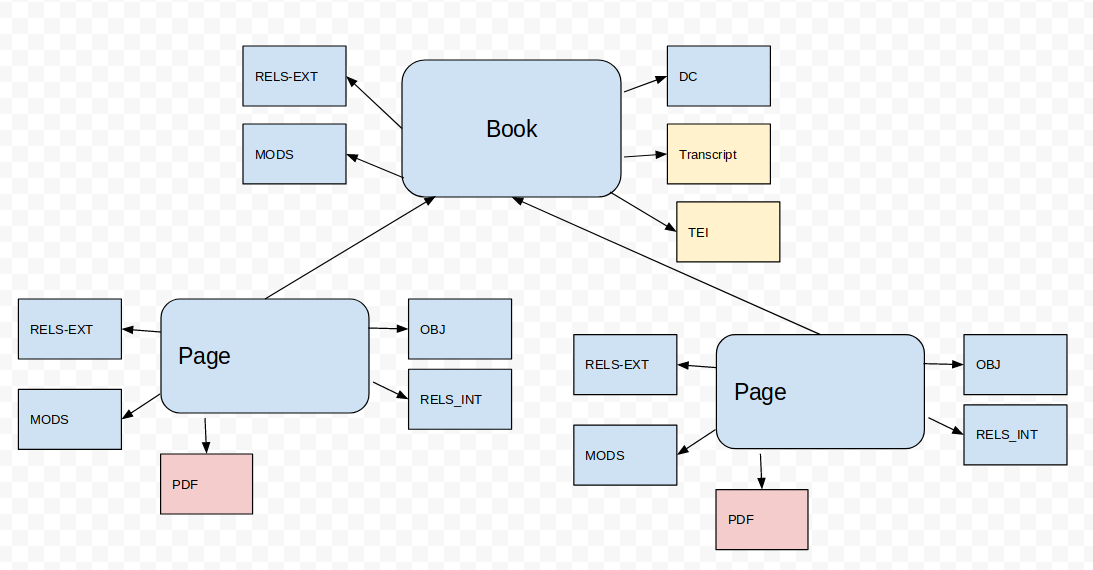 RELS-EXT
Book
DC
MODS
Transcript
TEI
RELS-EXT
Page
OBJ
MODS
RELS_INT
PDF
RELS-EXT
Page
OBJ
MODS
RELS_INT
PDF